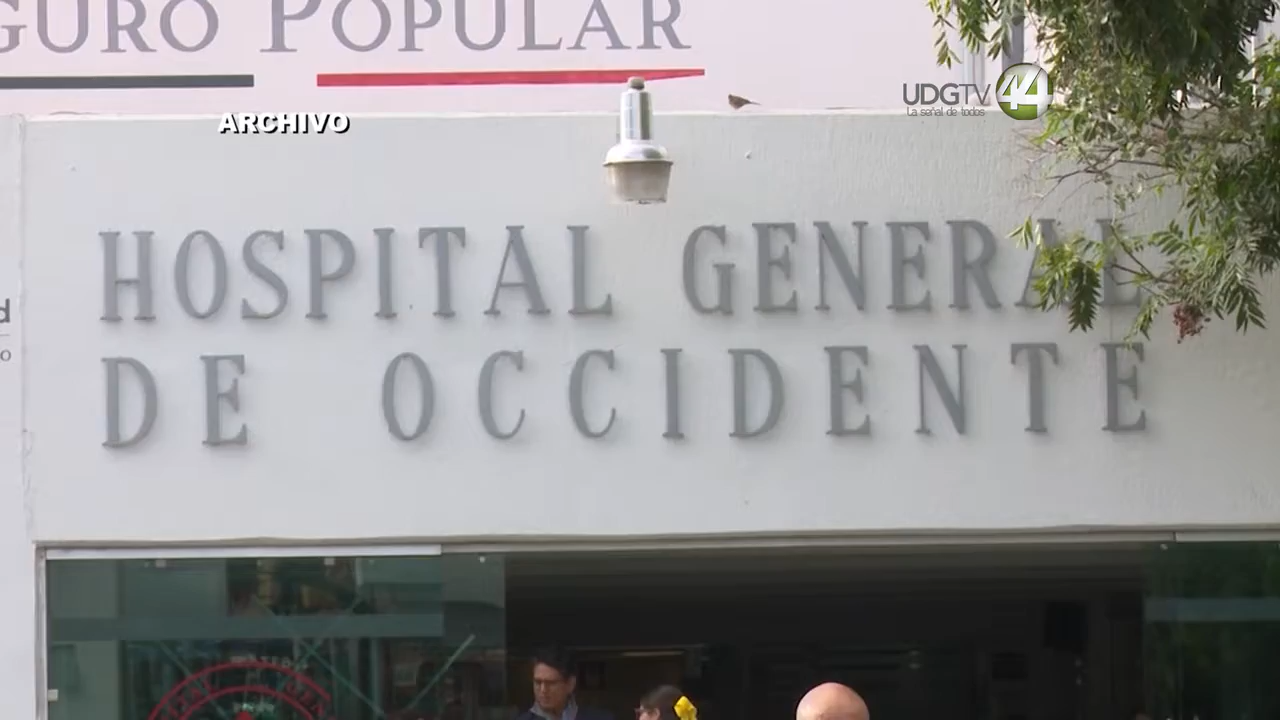 GURO POPULAR
UDGTV 44
La señal de todos
ARCHIVO
HOSPITAL GENERAL
DE OCCIDENTE
d
o